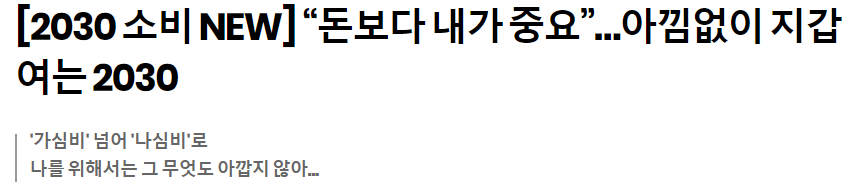 [2030 소비 NEW] “돈보다 내가 중요”…아낌없이 지갑
여는 2030
'가심비' 넘어 '나심비'로
나를 위해서는 그 무엇도 아깝지 않아...